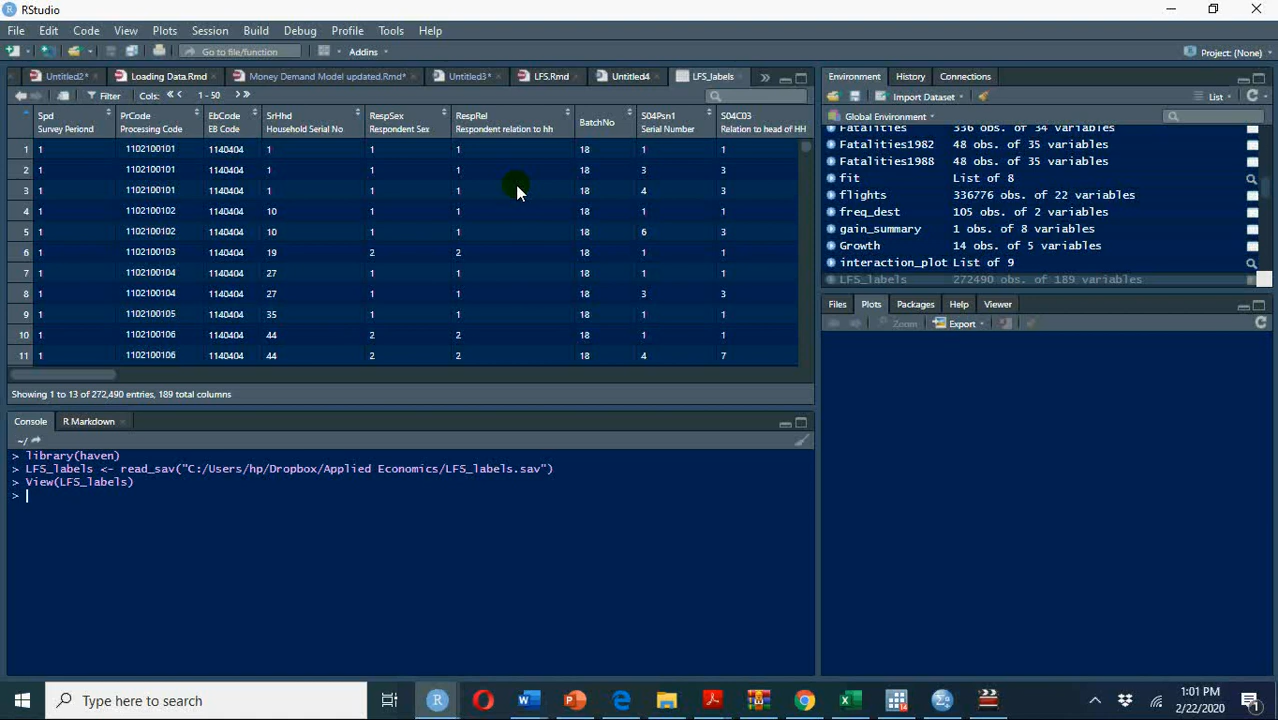 RStudio
File Edit Code View Plots Session Build Debug Profile Tools Help
Go to file/function Addins Project: (None)
Untitled2* Loading Data.Rmd Money Demand Model updated.Rmd* Untitled3* LFS.Rmd Untitled4 LFS_labels
Filter Cols: 1 - 50
Spd PrCode EbCode SrHhd RespSex RespRel BatchNo S04Psn1 S04C03
Survey Periond Processing Code EB Code Household Serial No Respondent Sex Respondent relation to hh Serial Number Relation to head of HH
1 1 1102100101 1140404 1 1 1 18 1 1
2 1 1102100101 1140404 1 1 1 18 3 3
3 1 1102100101 1140404 1 1 1 18 4 3
4 1 1102100102 1140404 10 1 1 18 1 1
5 1 1102100102 1140404 10 1 1 18 6 3
6 1 1102100103 1140404 19 2 2 18 1 1
7 1 1102100104 1140404 27 1 1 18 1 1
8 1 1102100104 1140404 27 1 1 18 3 3
9 1 1102100105 1140404 35 1 1 18 1 1
10 1 1102100106 1140404 44 2 2 18 1 1
11 1 1102100106 1140404 44 2 2 18 4 7
Showing 1 to 13 of 272,490 entries, 189 total columns
Console R Markdown
~/
> library(haven)
> LFS_labels <- read_sav("C:/Users/hp/Dropbox/Applied Economics/LFS_labels.sav")
> View(LFS_labels)
>
Environment History Connections
Import Dataset List
Global Environment
Fatalities 336 obs. of 34 variables
Fatalities1982 48 obs. of 35 variables
Fatalities1988 48 obs. of 35 variables
fit List of 8
flights 336776 obs. of 22 variables
freq_dest 105 obs. of 2 variables
gain_summary 1 obs. of 8 variables
Growth 14 obs. of 5 variables
interaction_plot List of 9
LFS_labels 272490 obs. of 189 variables
Files Plots Packages Help Viewer
Zoom Export
Type here to search
1:01 PM
2/22/2020